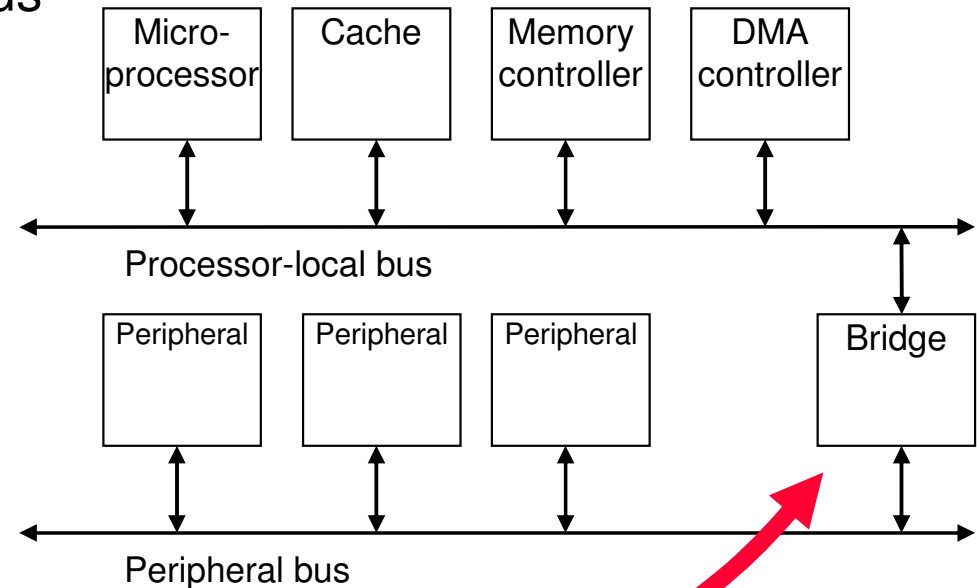 Micro-
processor
Cache
Memory
controller
DMA
controller
Processor-local bus
Peripheral
Peripheral
Peripheral
Bridge
Peripheral bus